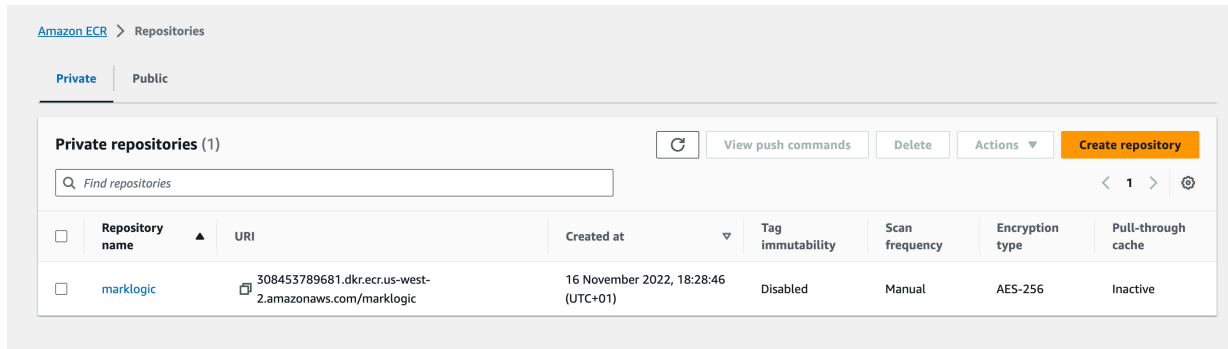 Amazon ECR > Repositories
Private Public
Private repositories (1) View push commands Delete Actions Create repository
Find repositories 1
Repository name URI Created at Tag immutability Scan frequency Encryption type Pull-through cache
marklogic 308453789681.dkr.ecr.us-west-2.amazonaws.com/marklogic 16 November 2022, 18:28:46 (UTC+01) Disabled Manual AES-256 Inactive